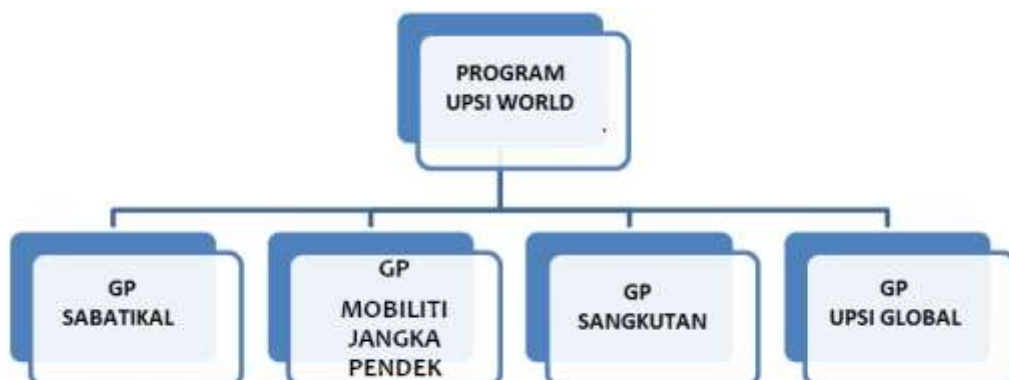 PROGRAM
UPSI WORLD
.
GP
SABATIKAL
GP
MOBILITI
JANGKA
PENDEK
GP
SANGKUTAN
GP
UPSI GLOBAL